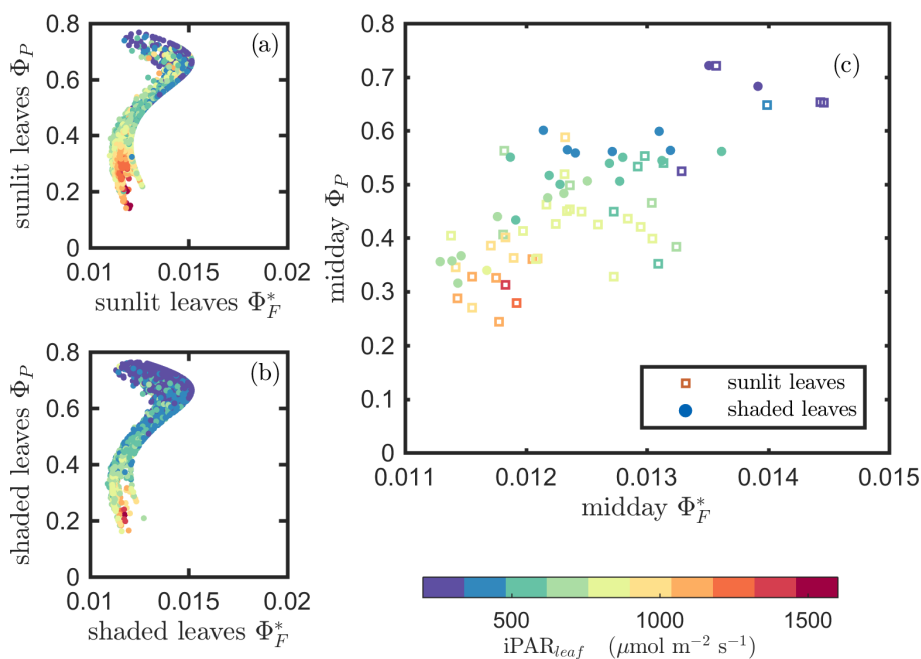 (a)
0.8
0.6
0.4
0.2
0
0.01 0.015 0.02
sunlit leaves Φ_P
sunlit leaves Φ*_F
(b)
0.8
0.6
0.4
0.2
0
0.01 0.015 0.02
shaded leaves Φ_P
shaded leaves Φ*_F
(c)
0.8
0.7
0.6
0.5
0.4
0.3
0.2
0.1
0
0.011 0.012 0.013 0.014 0.015
midday Φ_P
midday Φ*_F
sunlit leaves
shaded leaves
500 1000 1500
iPAR_leaf (μmol m⁻² s⁻¹)